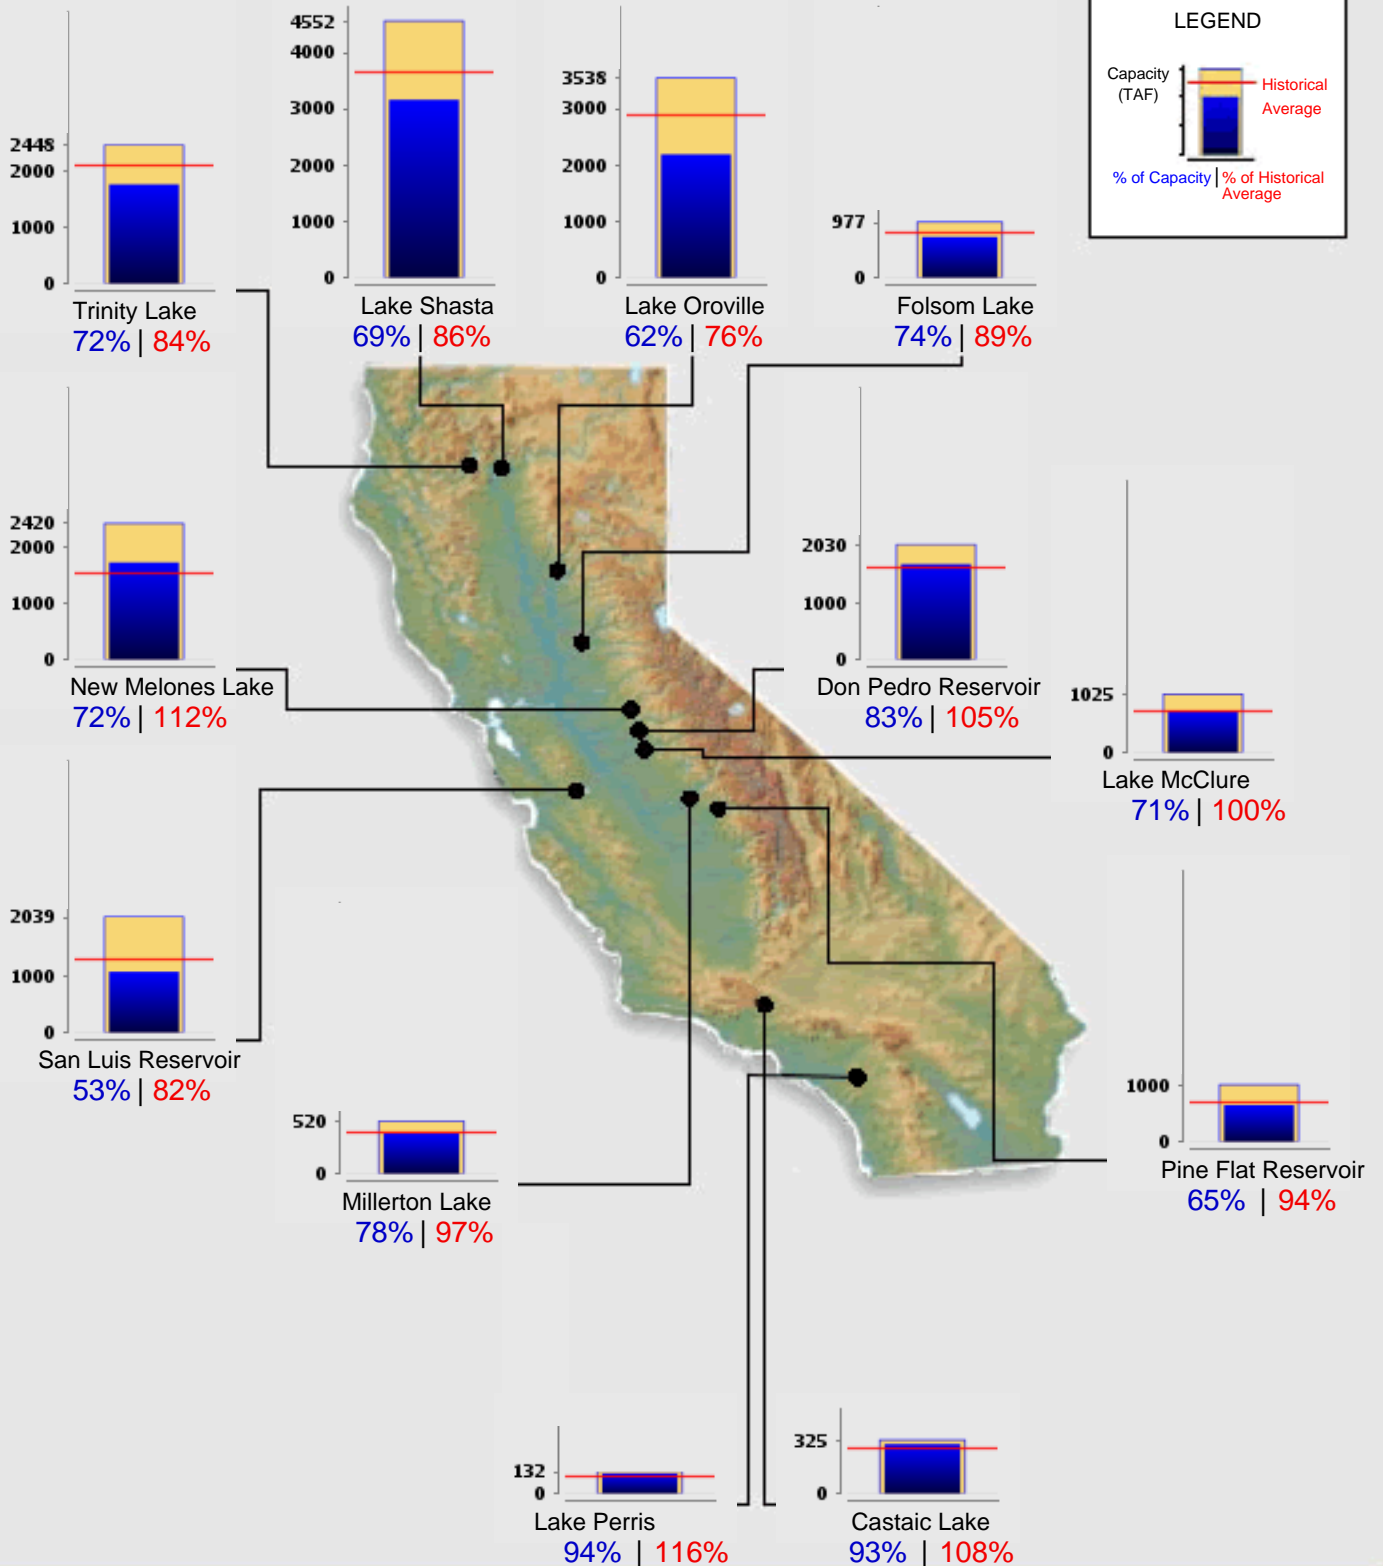 LEGEND
Capacity
(TAF)
Historical
Average
% of Capacity | % of Historical
Average
2448
2000
1000
0
Trinity Lake
72% | 84%
4552
4000
3000
2000
1000
0
Lake Shasta
69% | 86%
3538
3000
2000
1000
0
Lake Oroville
62% | 76%
977
0
Folsom Lake
74% | 89%
2420
2000
1000
0
New Melones Lake
72% | 112%
2030
1000
0
Don Pedro Reservoir
83% | 105%
1025
0
Lake McClure
71% | 100%
2039
1000
0
San Luis Reservoir
53% | 82%
520
0
Millerton Lake
78% | 97%
1000
0
Pine Flat Reservoir
65% | 94%
132
0
Lake Perris
94% | 116%
325
0
Castaic Lake
93% | 108%